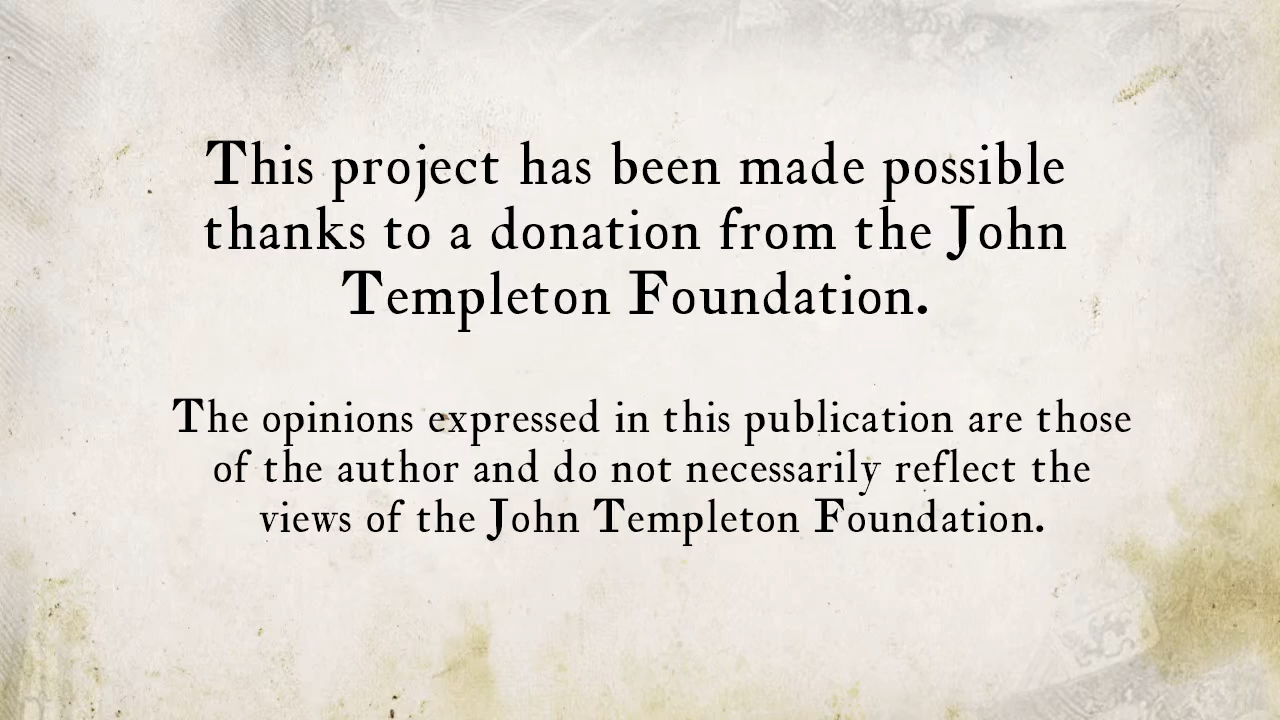 This project has been made possible
thanks to a donation from the John
Templeton Foundation.
The opinions expressed in this publication are those
of the author and do not necessarily reflect the
views of the John Templeton Foundation.